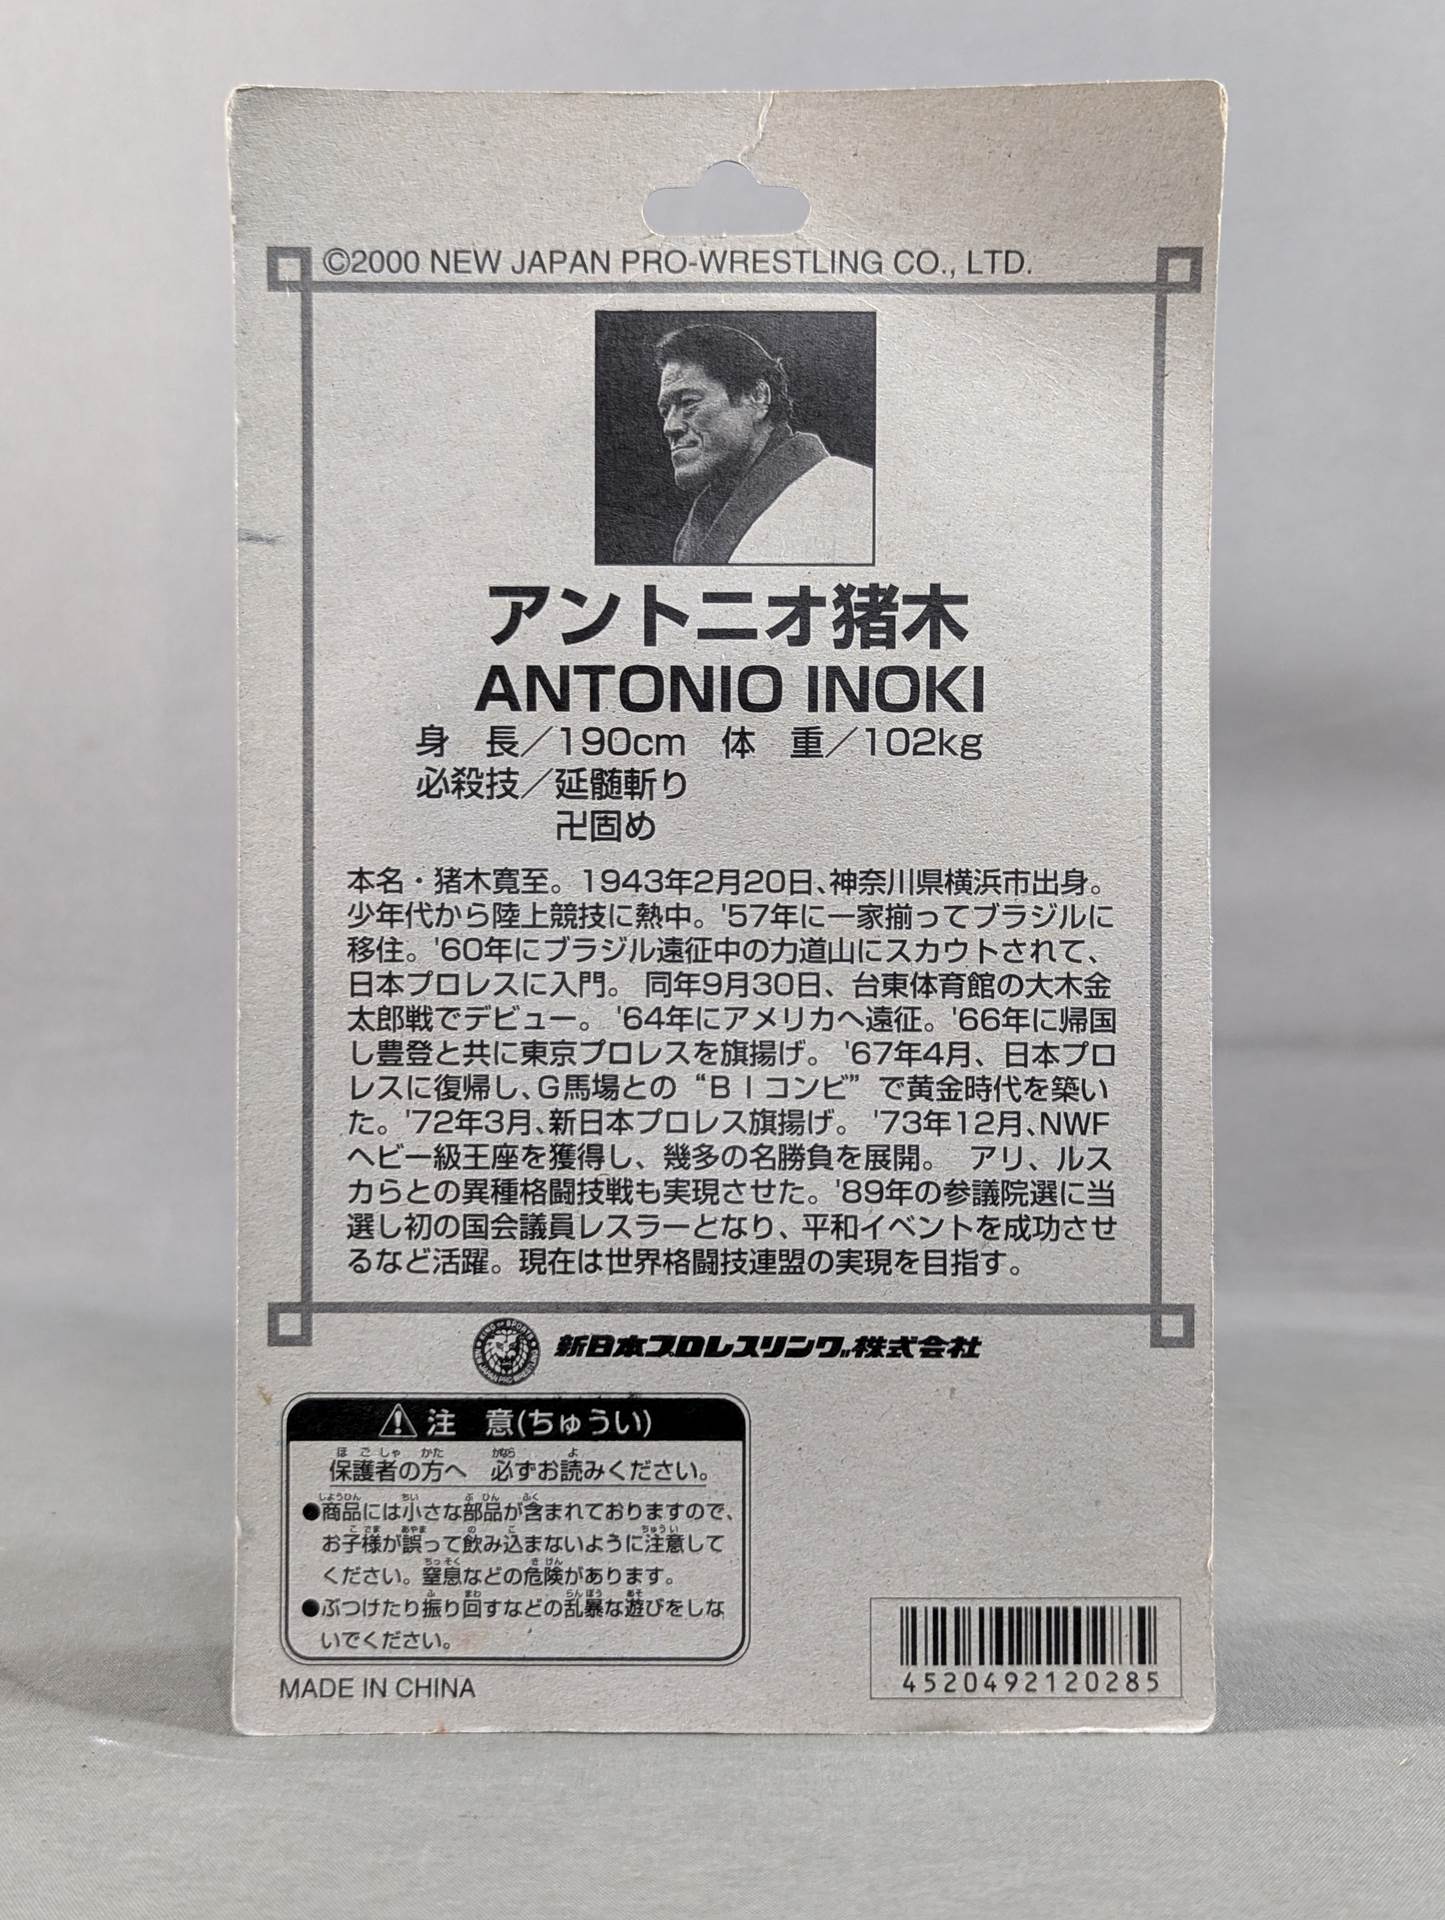 ©2000 NEW JAPAN PRO-WRESTLING CO., LTD.
アントニオ猪木
ANTONIO INOKI
身　長／190cm　体　重／102kg
必殺技／延髄斬り
卍固め
本名・猪木寛至。1943年2月20日、神奈川県横浜市出身。
少年代から陸上競技に熱中。'57年に一家揃ってブラジルに
移住。'60年にブラジル遠征中の力道山にスカウトされて、
日本プロレスに入門。 同年9月30日、台東体育館の大木金
太郎戦でデビュー。 '64年にアメリカへ遠征。'66年に帰国
し豊登と共に東京プロレスを旗揚げ。 '67年4月、日本プロ
レスに復帰し、G馬場との“BIコンビ”で黄金時代を築い
た。'72年3月、新日本プロレス旗揚げ。 '73年12月、NWF
ヘビー級王座を獲得し、幾多の名勝負を展開。 アリ、ルス
カらとの異種格闘技戦も実現させた。'89年の参議院選に当
選し初の国会議員レスラーとなり、平和イベントを成功させ
るなど活躍。現在は世界格闘技連盟の実現を目指す。
新日本プロレスリング株式会社
注　意(ちゅうい)
保護者の方へ　必ずお読みください。
●商品には小さな部品が含まれておりますので、
お子様が誤って飲み込まないように注意して
ください。窒息などの危険があります。
●ぶつけたり振り回すなどの乱暴な遊びをしな
いでください。
MADE IN CHINA
4520492120285